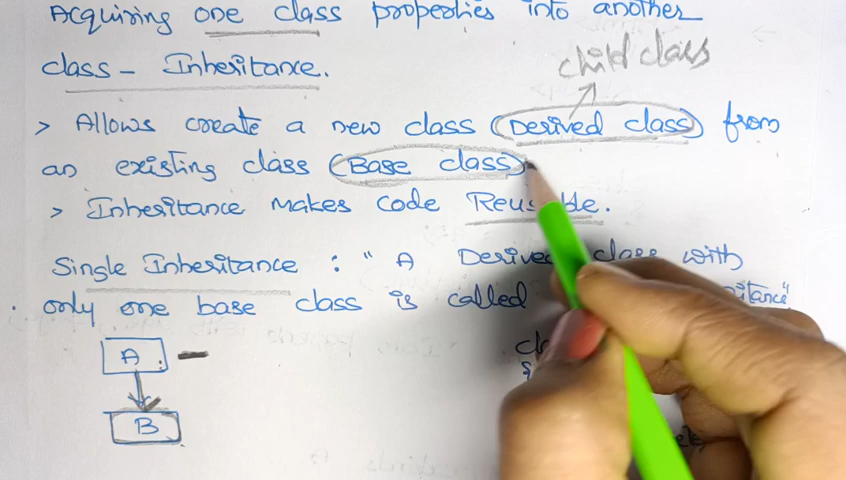 Acquiring one class properties into another
class - Inheritance.
child class
> Allows create a new class (Derived class) from
an existing class (Base class)
> Inheritance makes code Reusable.
Single Inheritance : " A Derived class with
only one base class is called
A
B